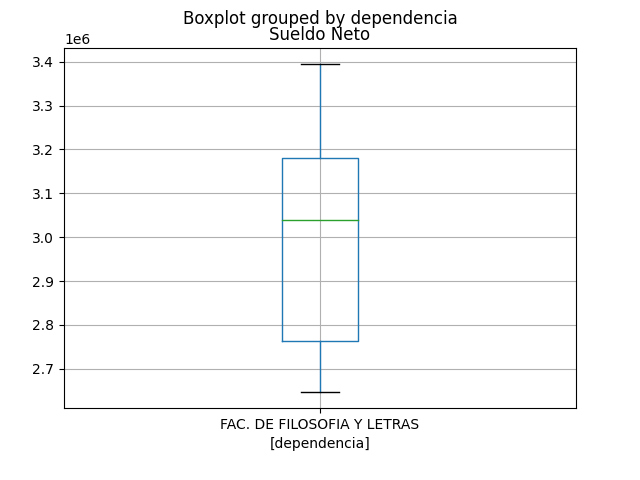 Boxplot grouped by dependencia
Sueldo Neto
1e6
3.4
3.3
3.2
3.1
3.0
2.9
2.8
2.7
FAC. DE FILOSOFIA Y LETRAS
[dependencia]